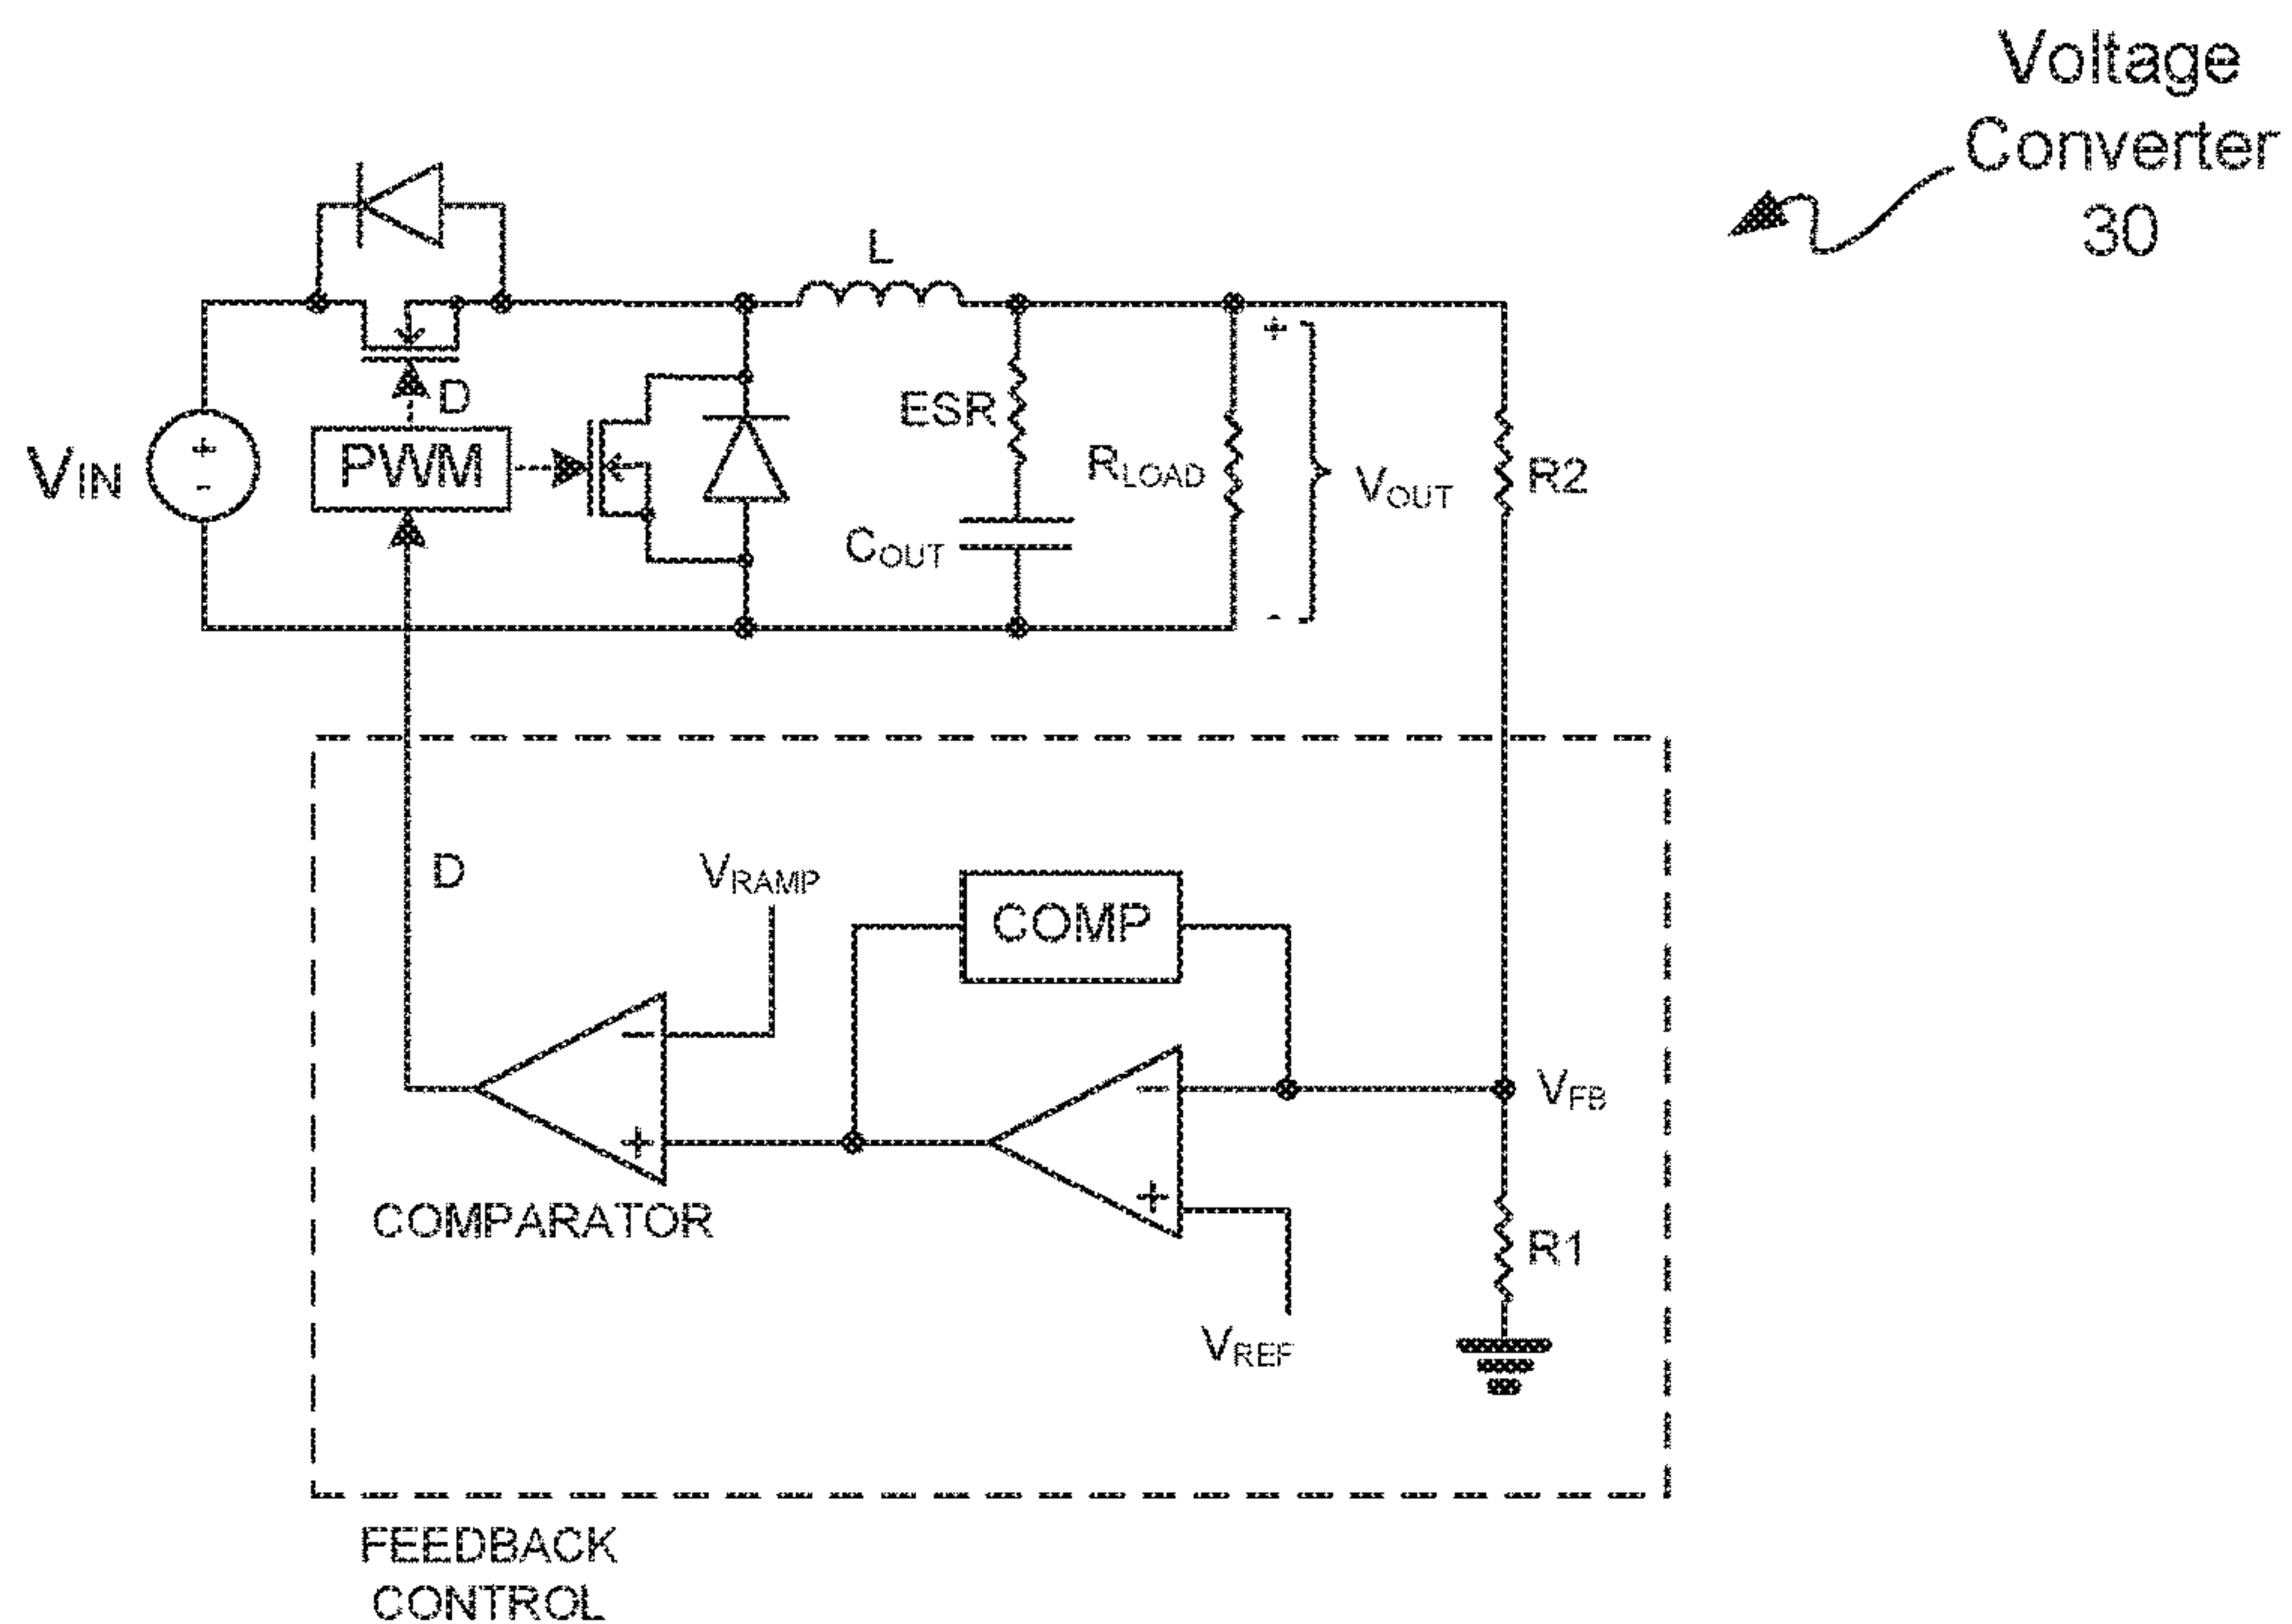 Voltage
Converter
30
L
D
ESR
PWM
VIN
RLOAD
VOUT
R2
COUT
D
VRAMP
COMP
VFB
COMPARATOR
R1
VREF
FEEDBACK
CONTROL